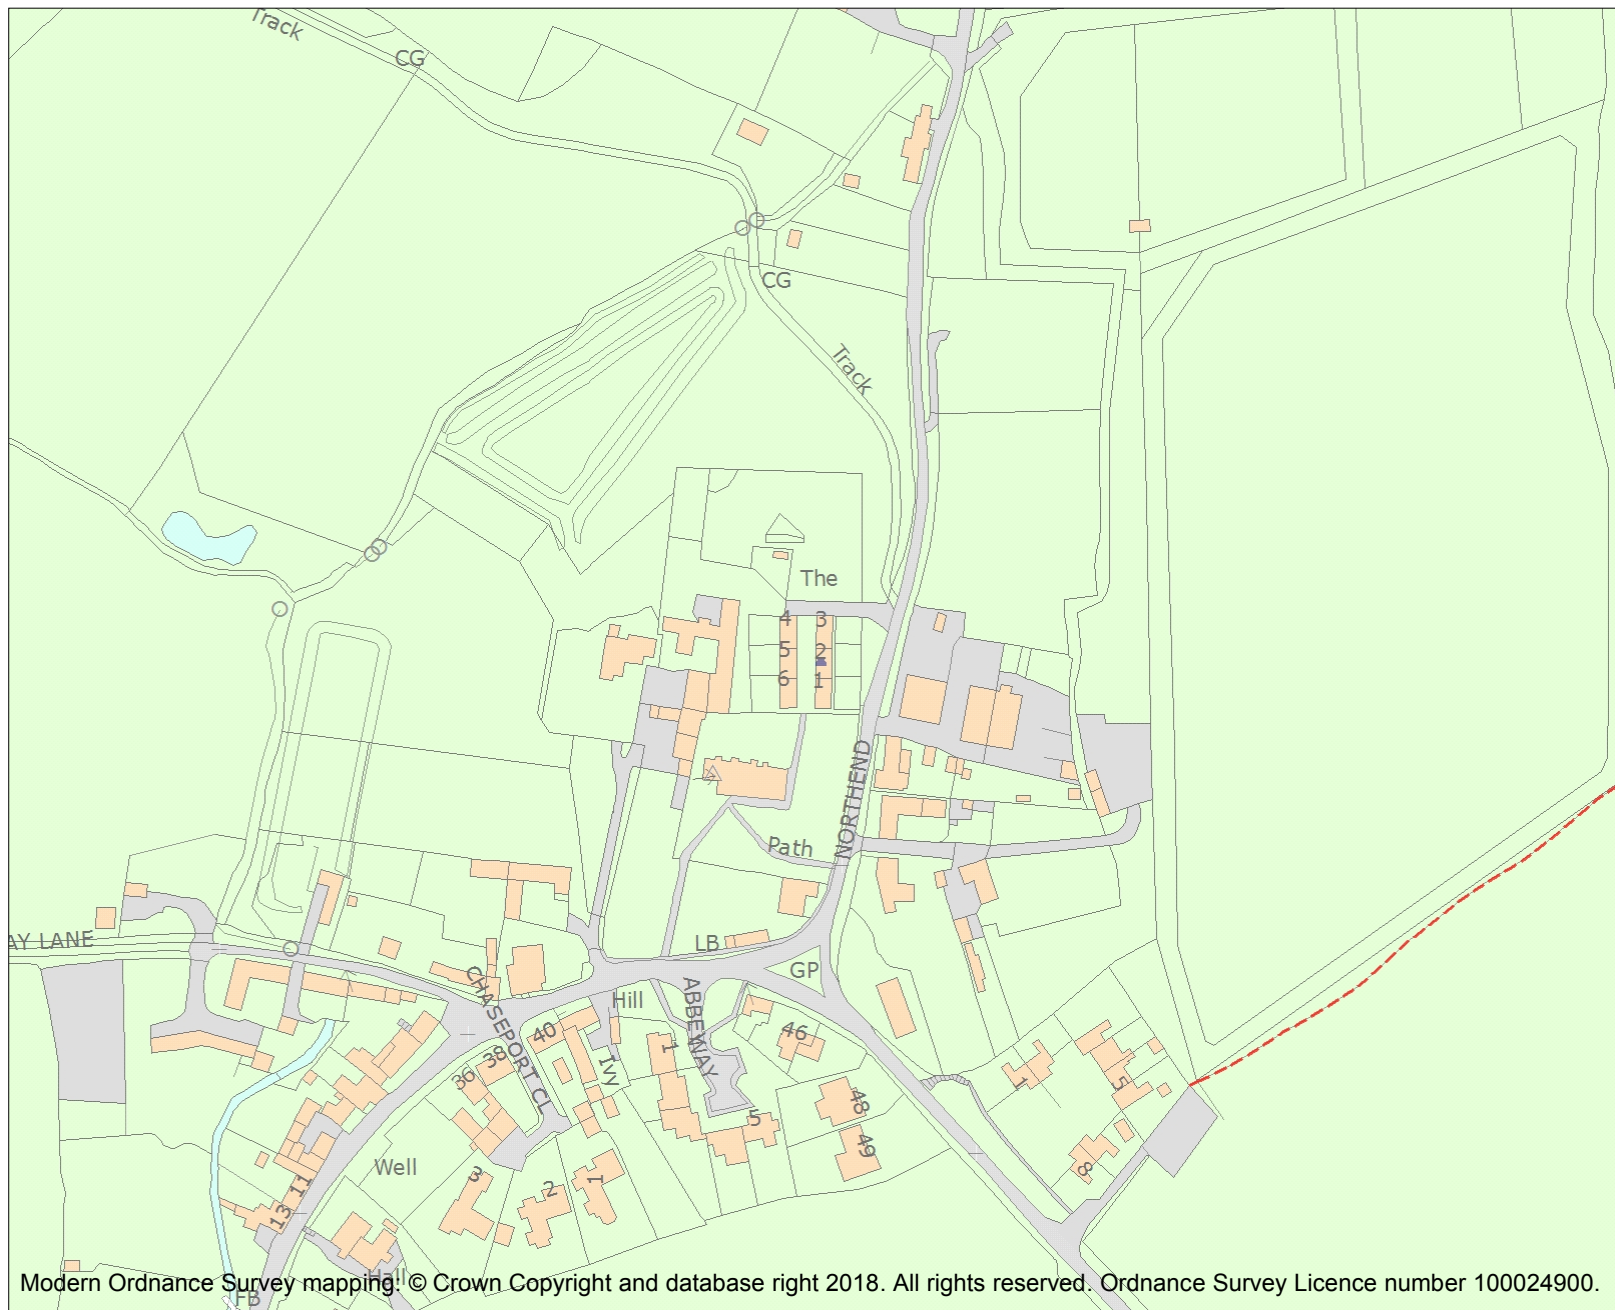 Track
CG
CG
Track
The
4
3
5
2
6
1
NORTHEND
Path
AY LANE
LB
GP
CHASEPORT CL
Hill
ABBEWAY
40
46
38
36
Ivy
1
1
5
48
5
49
8
Well
3
2
1
11
13
Hall
FB
Modern Ordnance Survey mapping: © Crown Copyright and database right 2018. All rights reserved. Ordnance Survey Licence number 100024900.